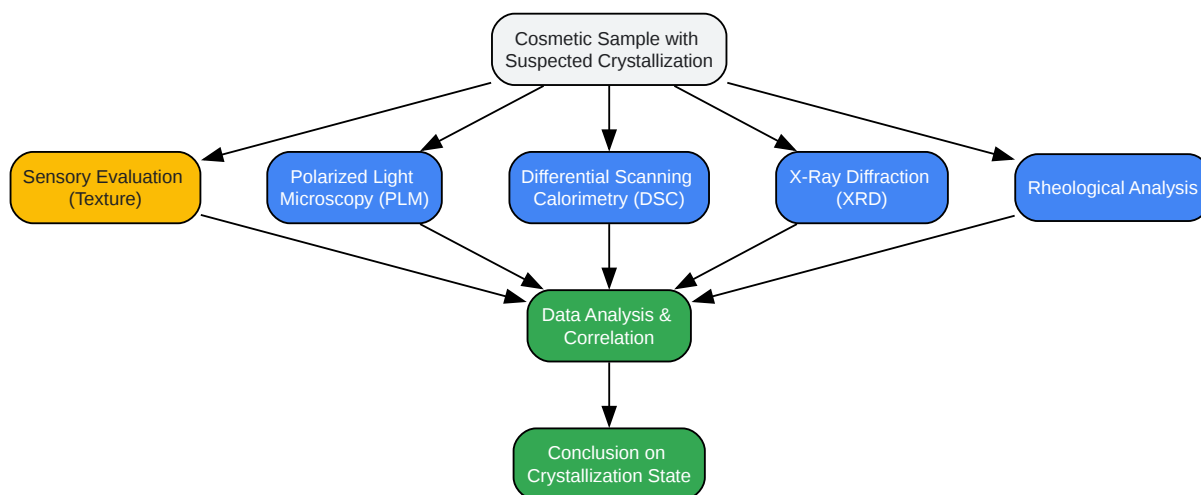 Cosmetic Sample with
Suspected Crystallization
Sensory Evaluation
(Texture)
Polarized Light
Microscopy (PLM)
Differential Scanning
Calorimetry (DSC)
X-Ray Diffraction
(XRD)
Rheological Analysis
Data Analysis &
Correlation
Conclusion on
Crystallization State